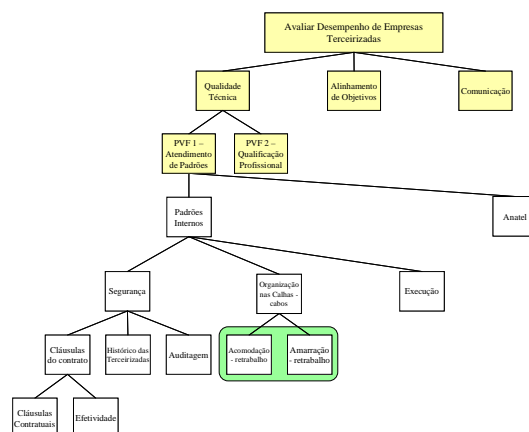 Avaliar Desempenho de Empresas
Terceirizadas
Qualidade
Técnica
Alinhamento
de Objetivos
Comunicação
PVF 1 –
Atendimento
de Padrões
PVF 2 –
Qualificação
Profissional
Padrões
Internos
Anatel
Segurança
Organização
nas Calhas -
cabos
Execução
Cláusulas
do contrato
Histórico das
Terceirizadas
Auditagem
Acomodação
- retrabalho
Amarração
- retrabalho
Cláusulas
Contratuais
Efetividade